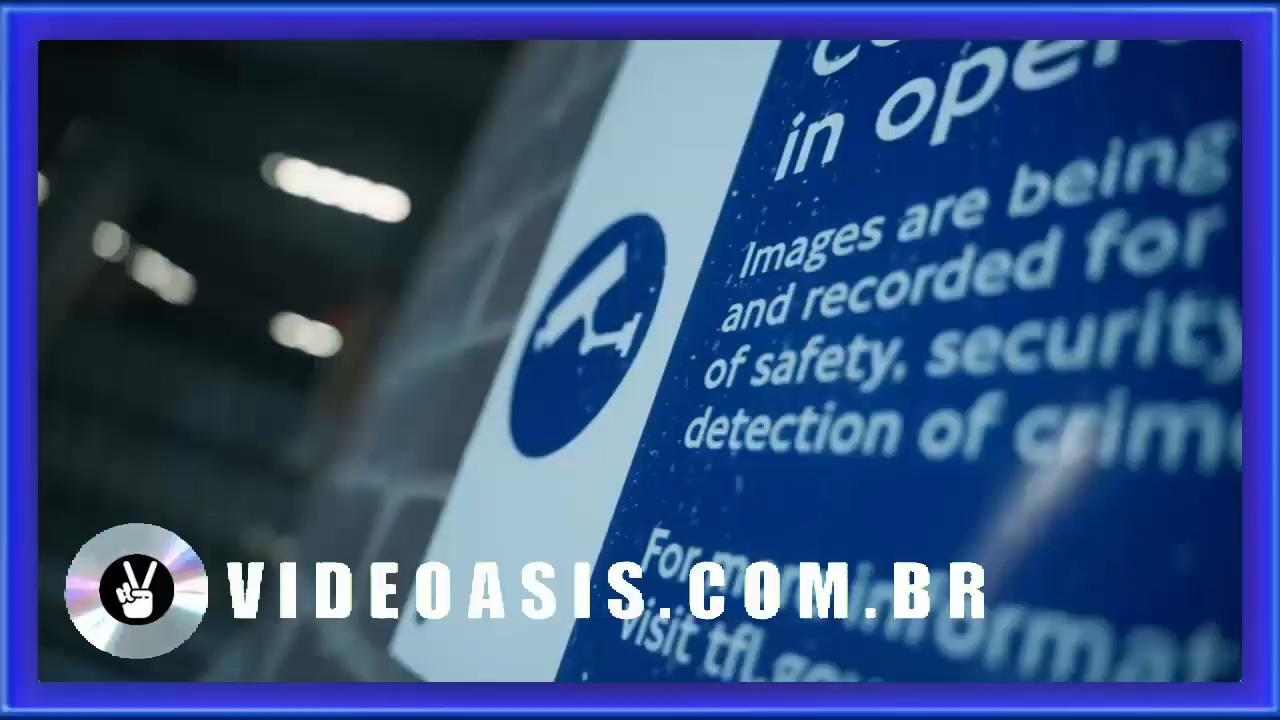 in oper
Images are being
and recorded for
of safety, security
detection of crime
For more informat
visit tfl.gov
VIDEOASIS.COM.BR